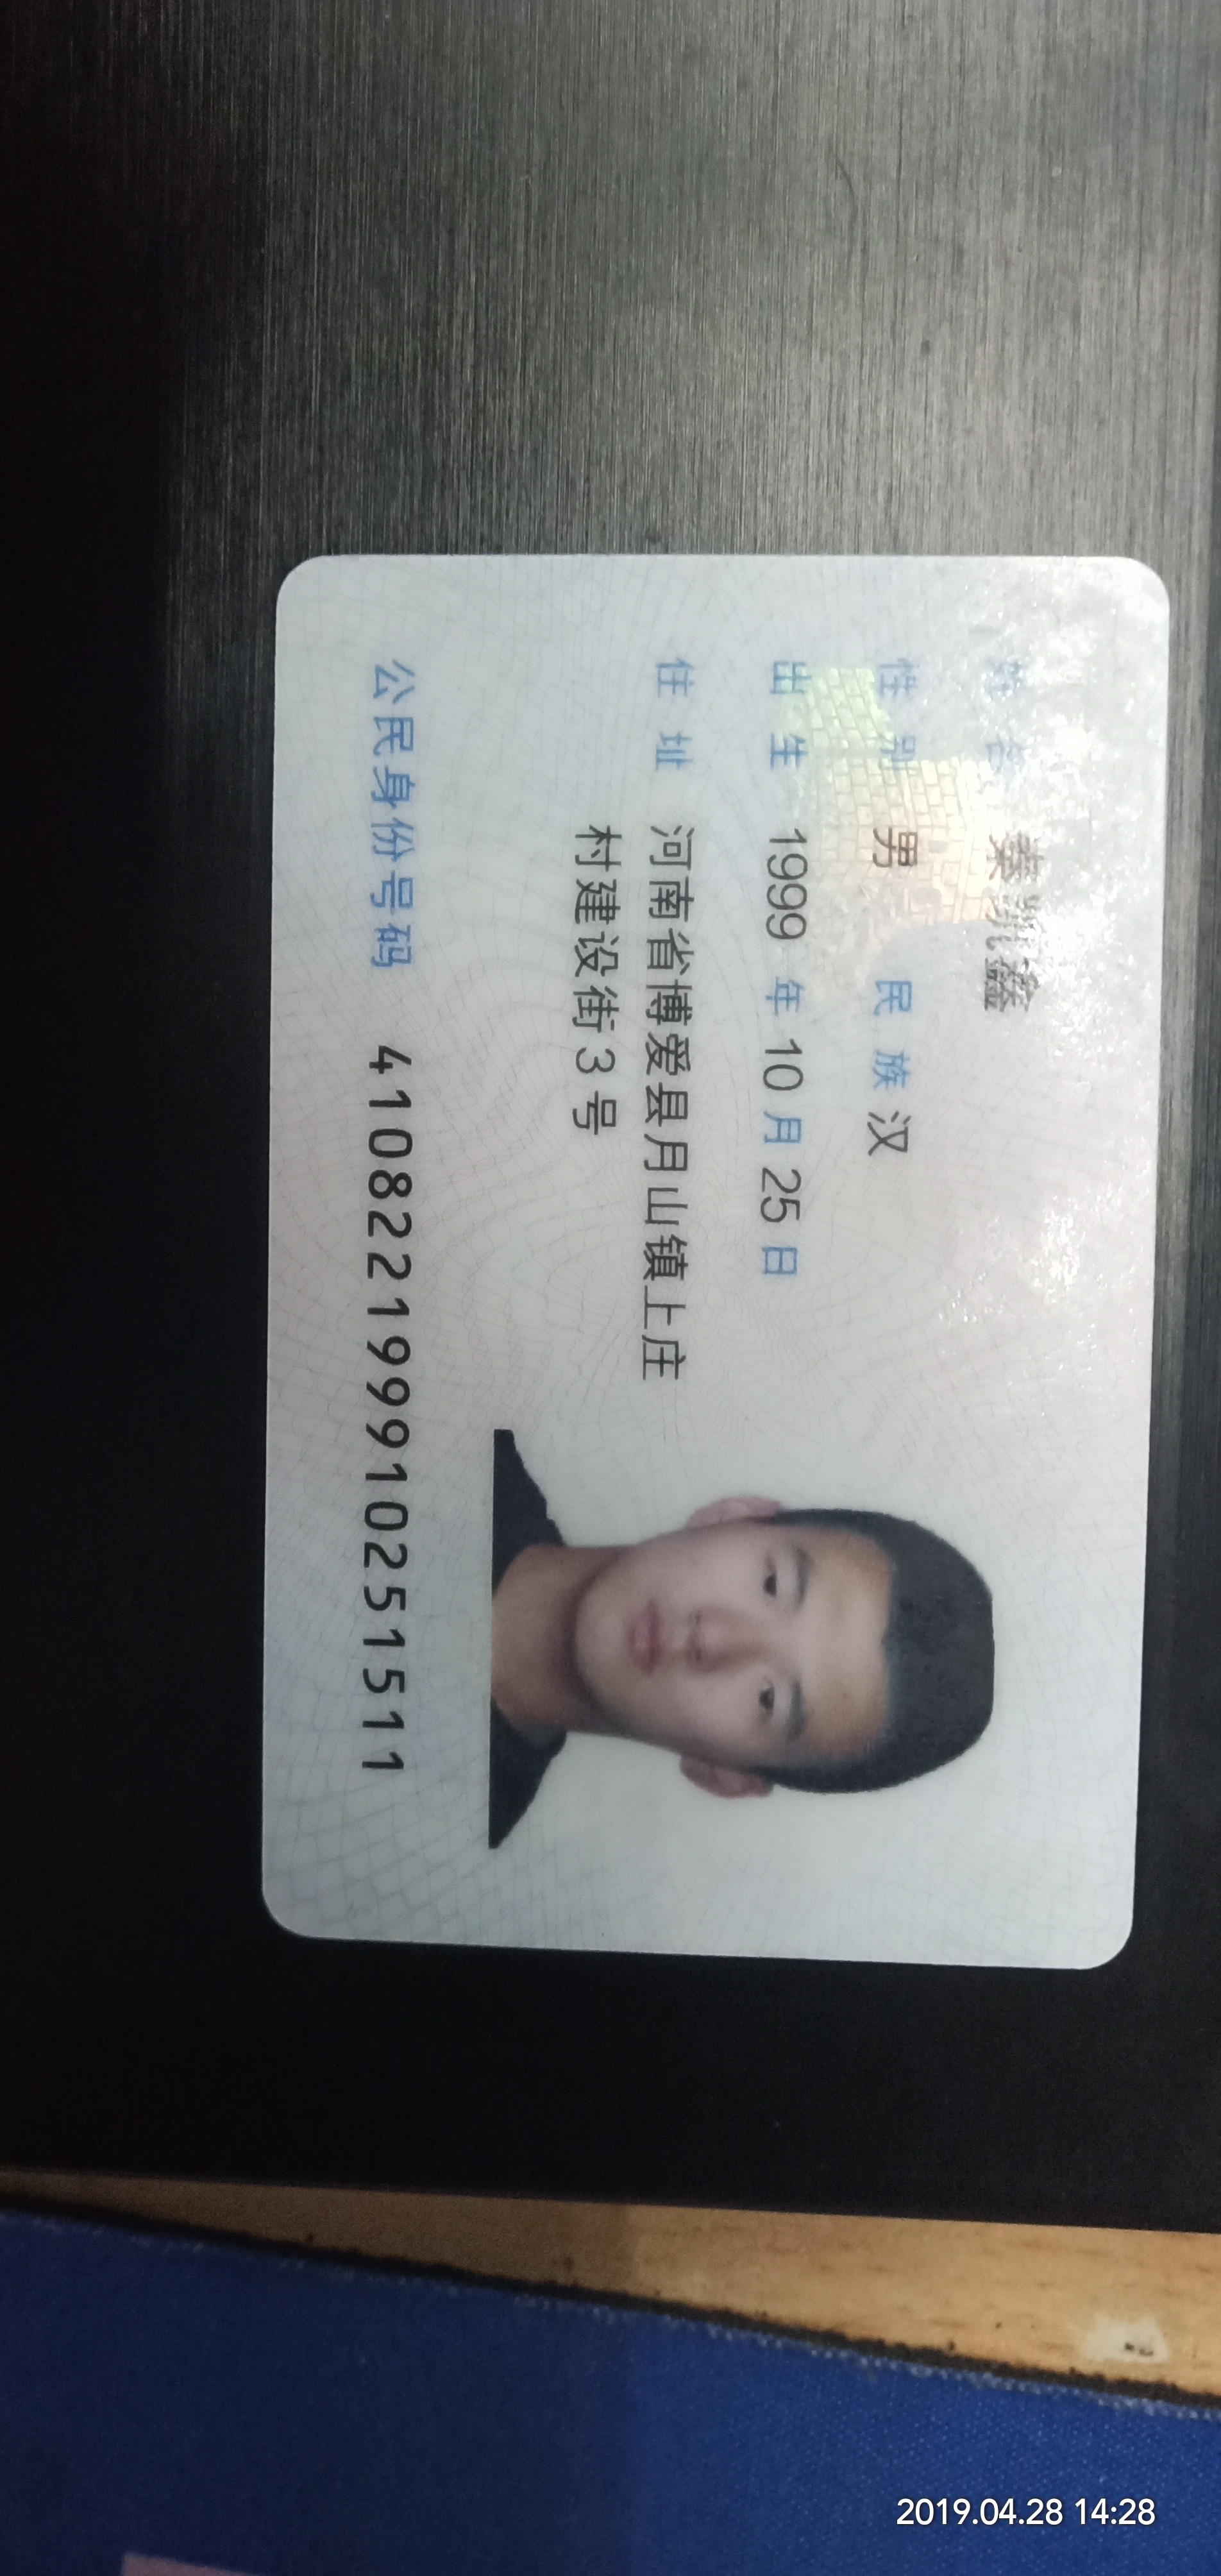 姓名 秦凯鑫
性别 男 民族 汉
出生 1999 年 10 月 25 日
住址 河南省博爱县月山镇上庄
村建设街3号
公民身份号码 410822199910251511
2019.04.28 14:28